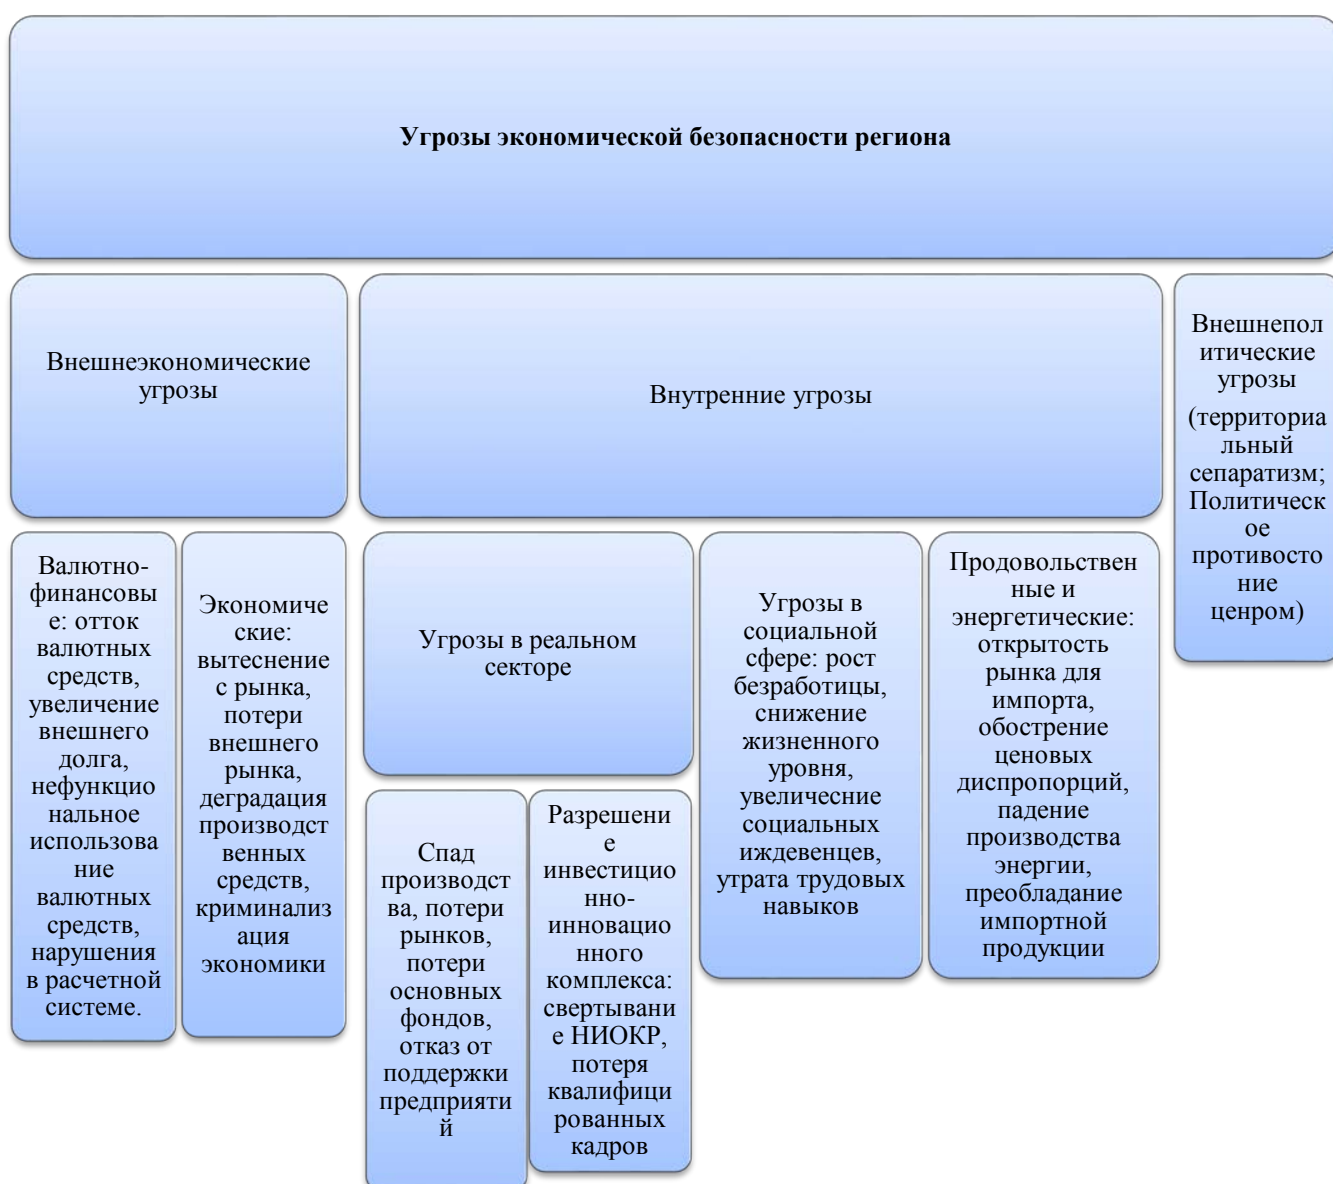 Угрозы экономической безопасности региона
Внешнеэкономические
угрозы
Внутренние угрозы
Внешнепол
итические
угрозы
(территориа
льный
сепаратизм;
Политическ
ое
противосто
ние
ценром)
Валютно-
финансовы
е: отток
валютных
средств,
увеличение
внешнего
долга,
нефункцио
нальное
использова
ние
валютных
средств,
нарушения
в расчетной
системе.
Экономиче
ские:
вытеснение
с рынка,
потери
внешнего
рынка,
деградация
производст
венных
средств,
криминализ
ация
экономики
Угрозы в реальном
секторе
Спад
производст
ва, потери
рынков,
потери
основных
фондов,
отказ от
поддержки
предприяти
й
Разрешени
е
инвестицио
нно-
инновацио
нного
комплекса:
свертывани
е НИОКР,
потеря
квалифици
рованных
кадров
Угрозы в
социальной
сфере: рост
безработицы,
снижение
жизненного
уровня,
увеличесние
социальных
иждевенцев,
утрата трудовых
навыков
Продовольствен
ные и
энергетические:
открытость
рынка для
импорта,
обострение
ценовых
диспропорций,
падение
производства
энергии,
преобладание
импортной
продукции